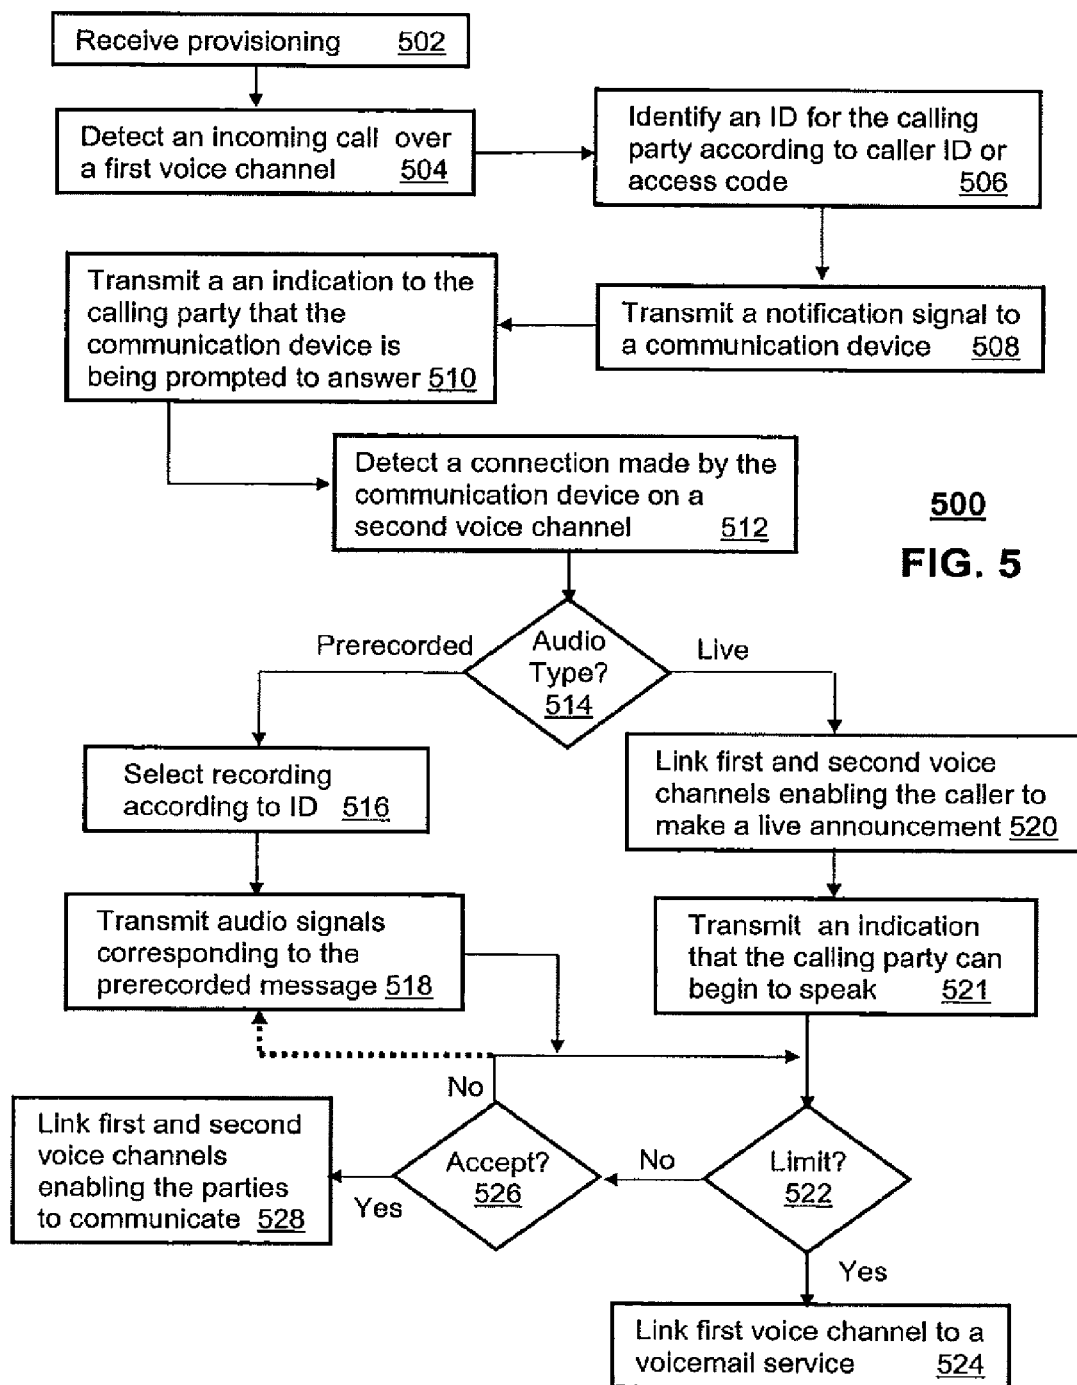 Receive provisioning 502
Detect an incoming call over
a first voice channel 504
Identify an ID for the calling
party according to caller ID or
access code 506
Transmit a an indication to the
calling party that the
communication device is
being prompted to answer 510
Transmit a notification signal to
a communication device 508
Detect a connection made by the
communication device on a
second voice channel 512
500
FIG. 5
Prerecorded
Audio
Type?
514
Live
Select recording
according to ID 516
Link first and second voice
channels enabling the caller to
make a live announcement 520
Transmit audio signals
corresponding to the
prerecorded message 518
Transmit an indication
that the calling party can
begin to speak 521
No
Link first and second
voice channels
enabling the parties
to communicate 528
Yes
Accept?
526
No
Limit?
522
Yes
Link first voice channel to a
voicemail service 524